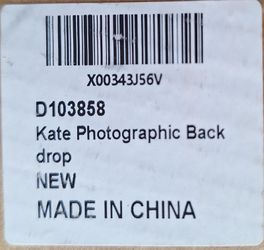 X00343J56V
D103858
Kate Photographic Back
drop
NEW
MADE IN CHINA